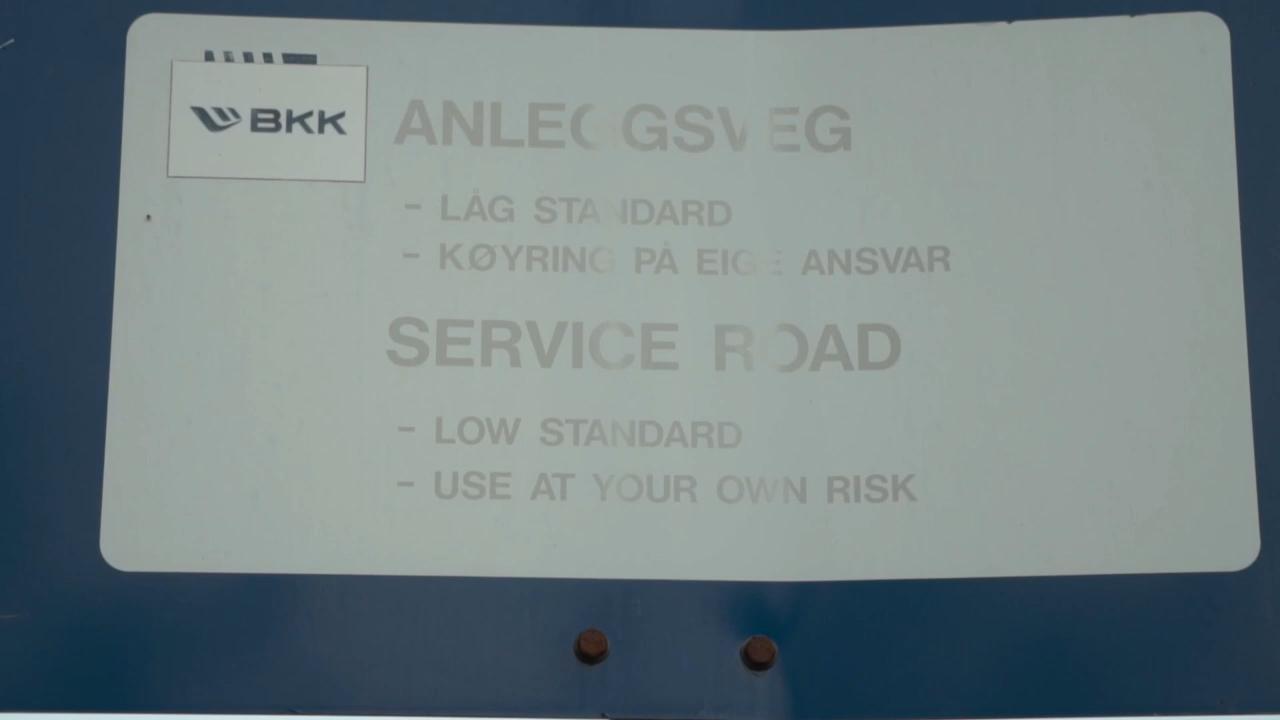 BKK
ANLEGGSVEG
- LÅG STANDARD
- KØYRING PÅ EIGE ANSVAR
SERVICE ROAD
- LOW STANDARD
- USE AT YOUR OWN RISK